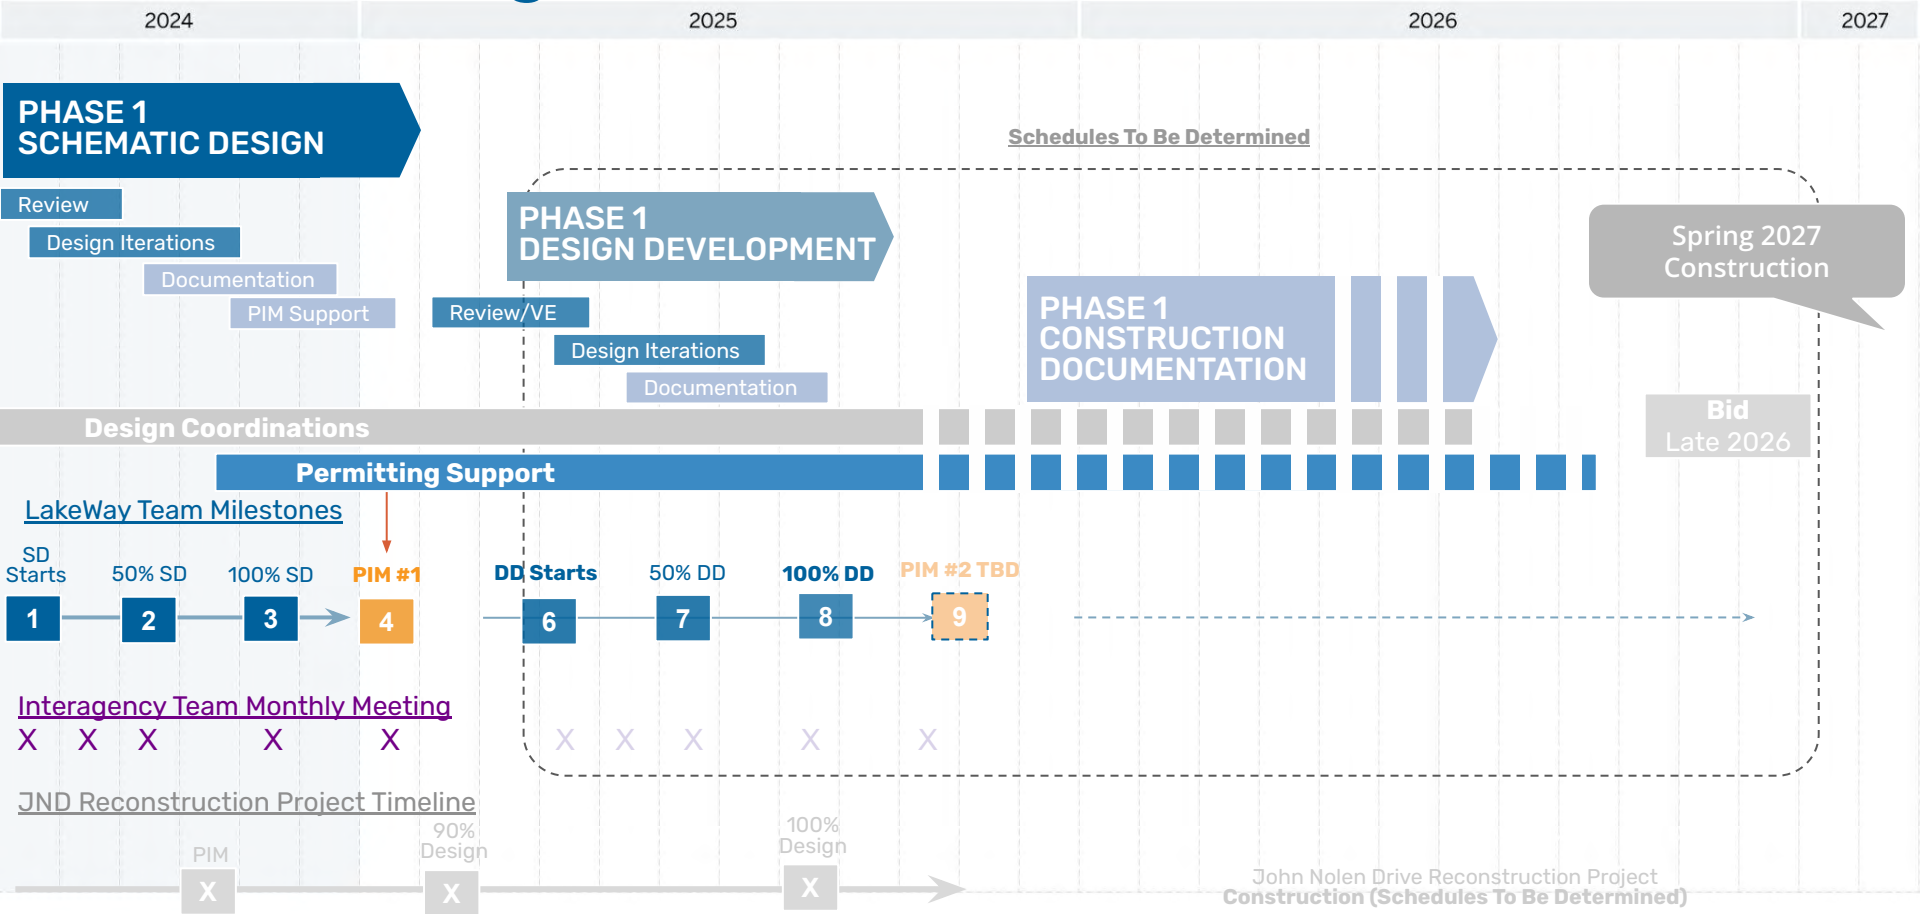 2024
2025
2026
2027
PHASE 1
SCHEMATIC DESIGN
Schedules To Be Determined
Review
Design Iterations
Documentation
PIM Support
PHASE 1
DESIGN DEVELOPMENT
Review/VE
Design Iterations
Documentation
PHASE 1
CONSTRUCTION
DOCUMENTATION
Spring 2027
Construction
Bid
Late 2026
Design Coordinations
Permitting Support
LakeWay Team Milestones
SD
Starts
50% SD
100% SD
PIM #1
DD Starts
50% DD
100% DD
PIM #2 TBD
1
2
3
4
6
7
8
9
Interagency Team Monthly Meeting
X X X X X X X X X X
JND Reconstruction Project Timeline
PIM
90%
Design
100%
Design
X
X
X
John Nolen Drive Reconstruction Project
Construction (Schedules To Be Determined)